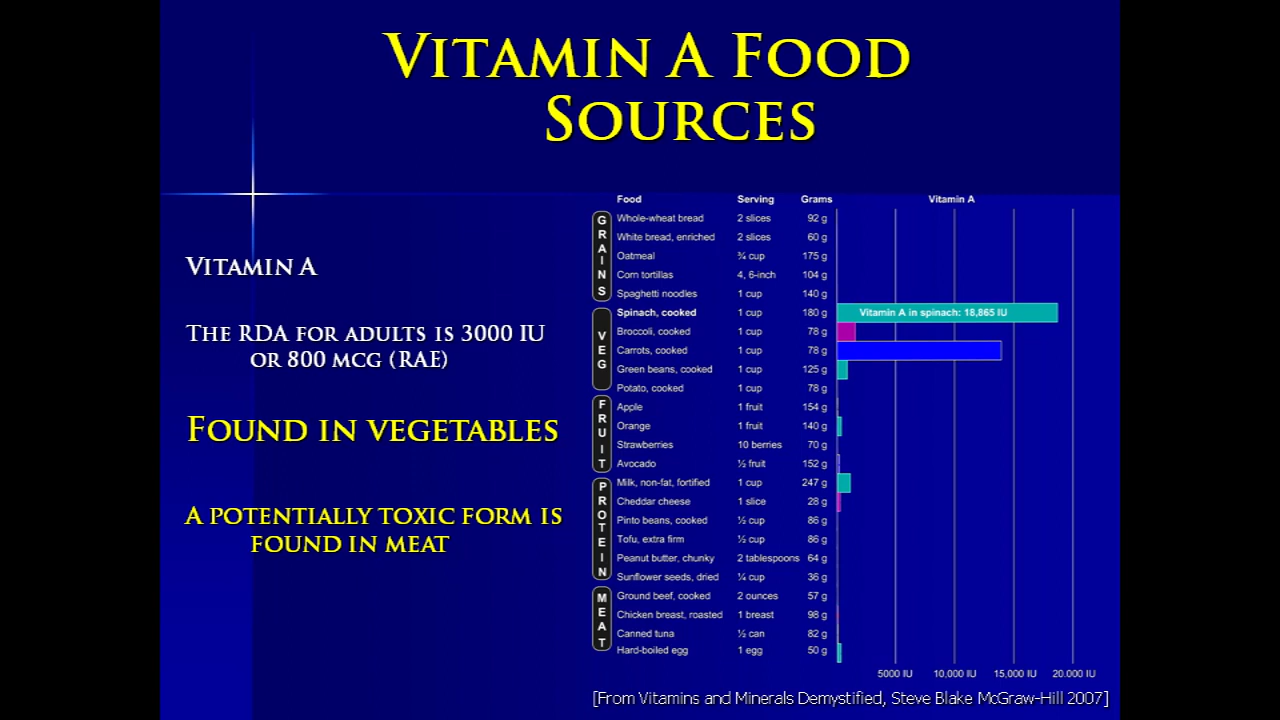 VITAMIN A FOOD
SOURCES
VITAMIN A
THE RDA FOR ADULTS IS 3000 IU
OR 800 MCG (RAE)
FOUND IN VEGETABLES
A POTENTIALLY TOXIC FORM IS
FOUND IN MEAT
Food Serving Grams Vitamin A
GRAINS
Whole-wheat bread 2 slices 92 g
White bread, enriched 2 slices 60 g
Oatmeal ¾ cup 175 g
Corn tortillas 4, 6-inch 104 g
Spaghetti noodles 1 cup 140 g
VEG
Spinach, cooked 1 cup 180 g Vitamin A in spinach: 18,865 IU
Broccoli, cooked 1 cup 78 g
Carrots, cooked 1 cup 78 g
Green beans, cooked 1 cup 125 g
Potato, cooked 1 cup 78 g
FRUIT
Apple 1 fruit 154 g
Orange 1 fruit 140 g
Strawberries 10 berries 70 g
Avocado ½ fruit 152 g
PROTEIN
Milk, non-fat, fortified 1 cup 247 g
Cheddar cheese 1 slice 28 g
Pinto beans, cooked ½ cup 86 g
Tofu, extra firm ½ cup 86 g
Peanut butter, chunky 2 tablespoons 64 g
Sunflower seeds, dried ¼ cup 36 g
MEAT
Ground beef, cooked 2 ounces 57 g
Chicken breast, roasted 1 breast 98 g
Canned tuna ½ can 82 g
Hard-boiled egg 1 egg 50 g
5000 IU 10,000 IU 15,000 IU 20.000 IU
[From Vitamins and Minerals Demystified, Steve Blake McGraw-Hill 2007]